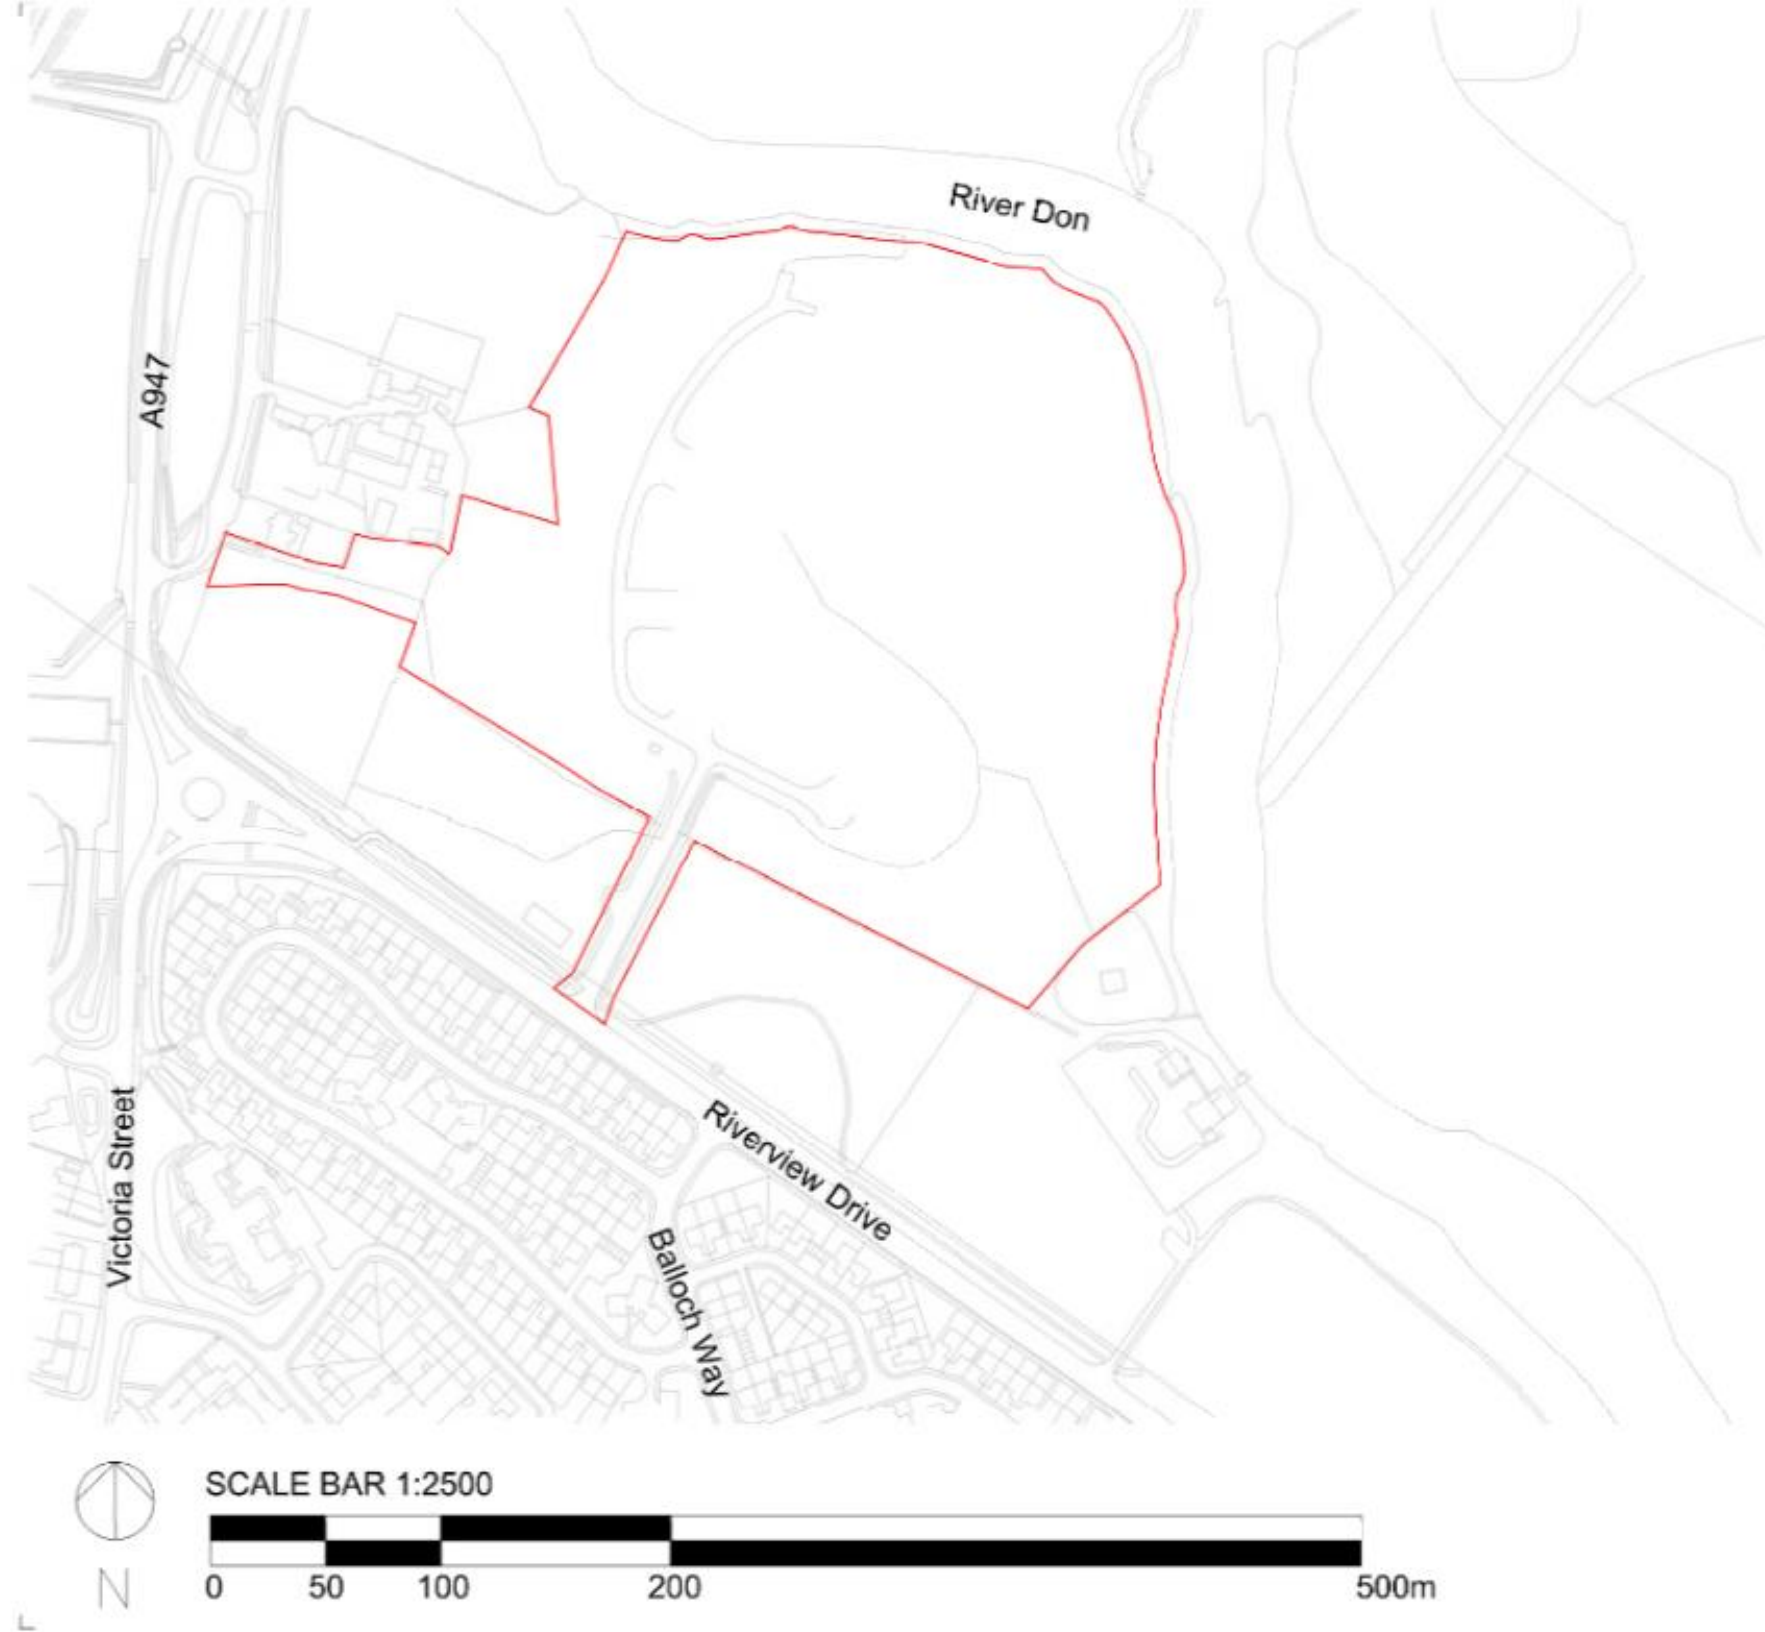 River Don
A947
Victoria Street
Riverview Drive
Balloch Way
SCALE BAR 1:2500
N
0 50 100 200 500m